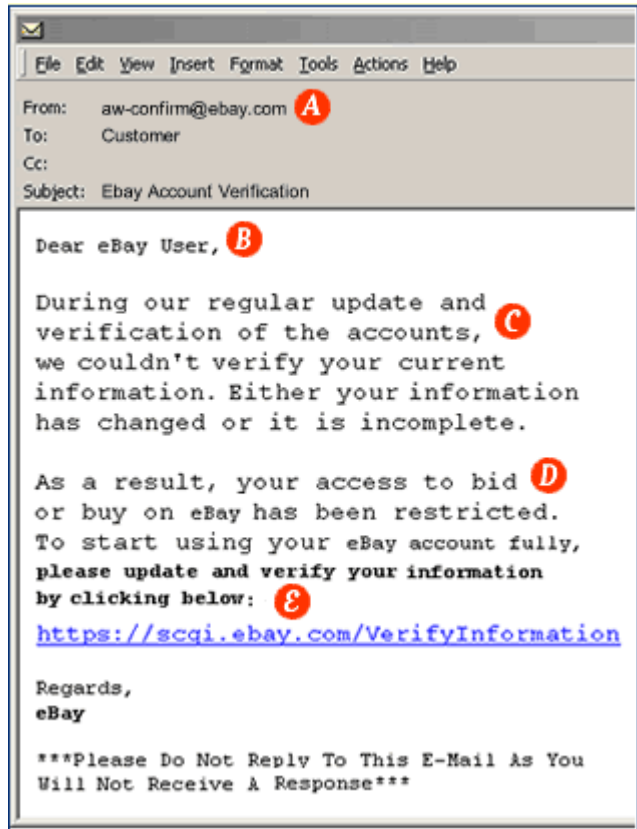 File Edit View Insert Format Tools Actions Help
From: aw-confirm@ebay.com A
To: Customer
Cc:
Subject: Ebay Account Verification
Dear eBay User, B
During our regular update and
verification of the accounts, C
we couldn't verify your current
information. Either your information
has changed or it is incomplete.
As a result, your access to bid D
or buy on eBay has been restricted.
To start using your eBay account fully,
please update and verify your information
by clicking below: E
https://scqi.ebay.com/VerifyInformation
Regards,
eBay
***Please Do Not Reply To This E-Mail As You
Will Not Receive A Response***